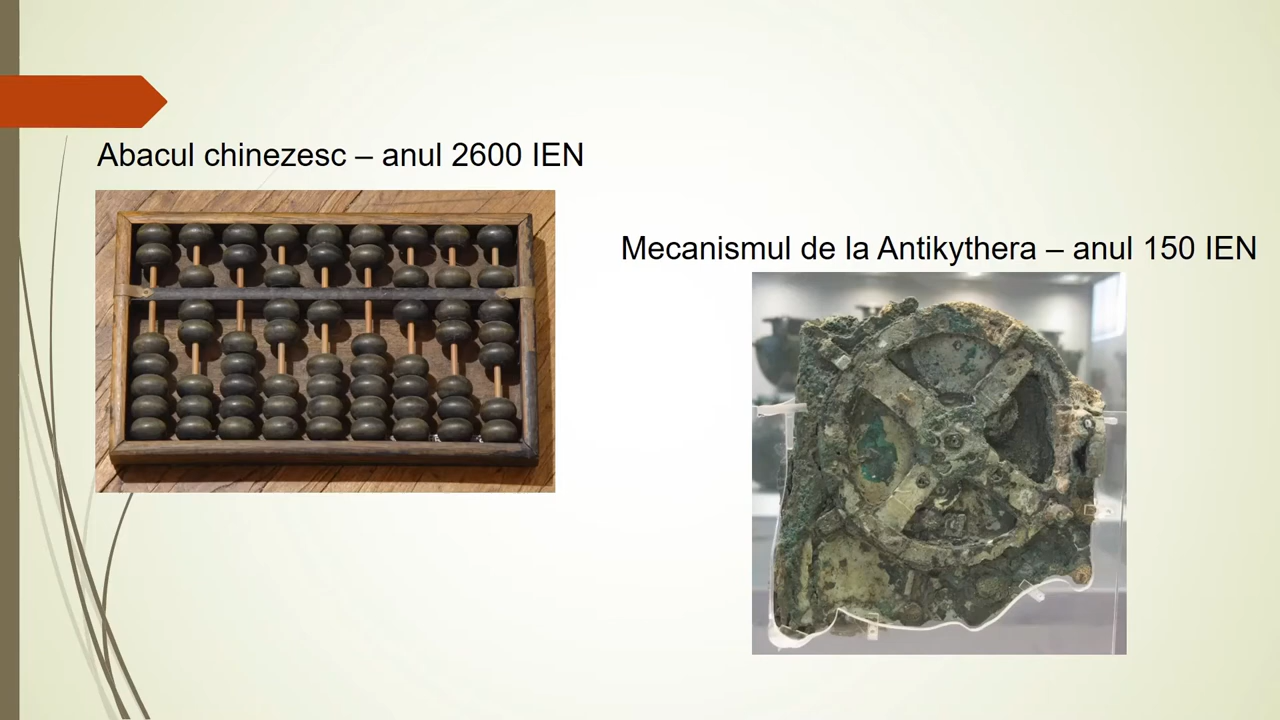 Abacul chinezesc – anul 2600 IEN
Mecanismul de la Antikythera – anul 150 IEN